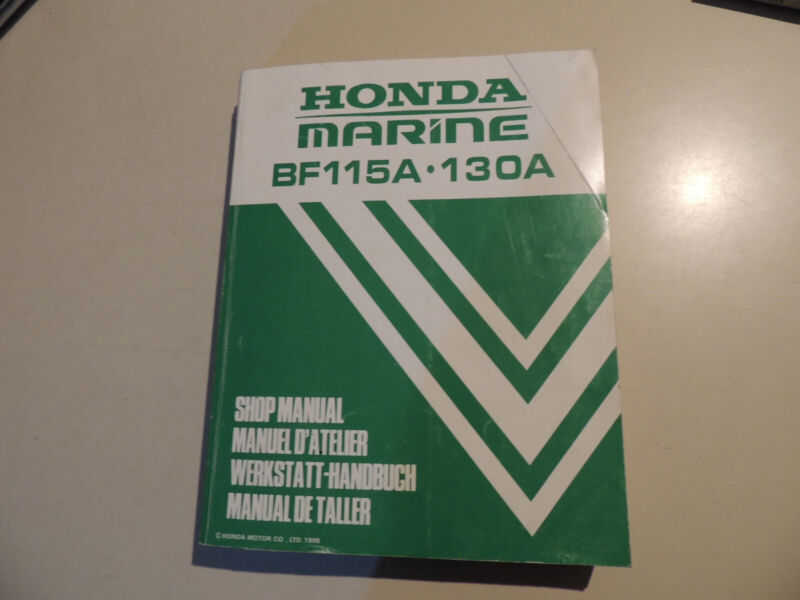 HONDA
MARINE
BF115A·130A
SHOP MANUAL
MANUEL D'ATELIER
WERKSTATT-HANDBUCH
MANUAL DE TALLER
© HONDA MOTOR CO., LTD. 1998